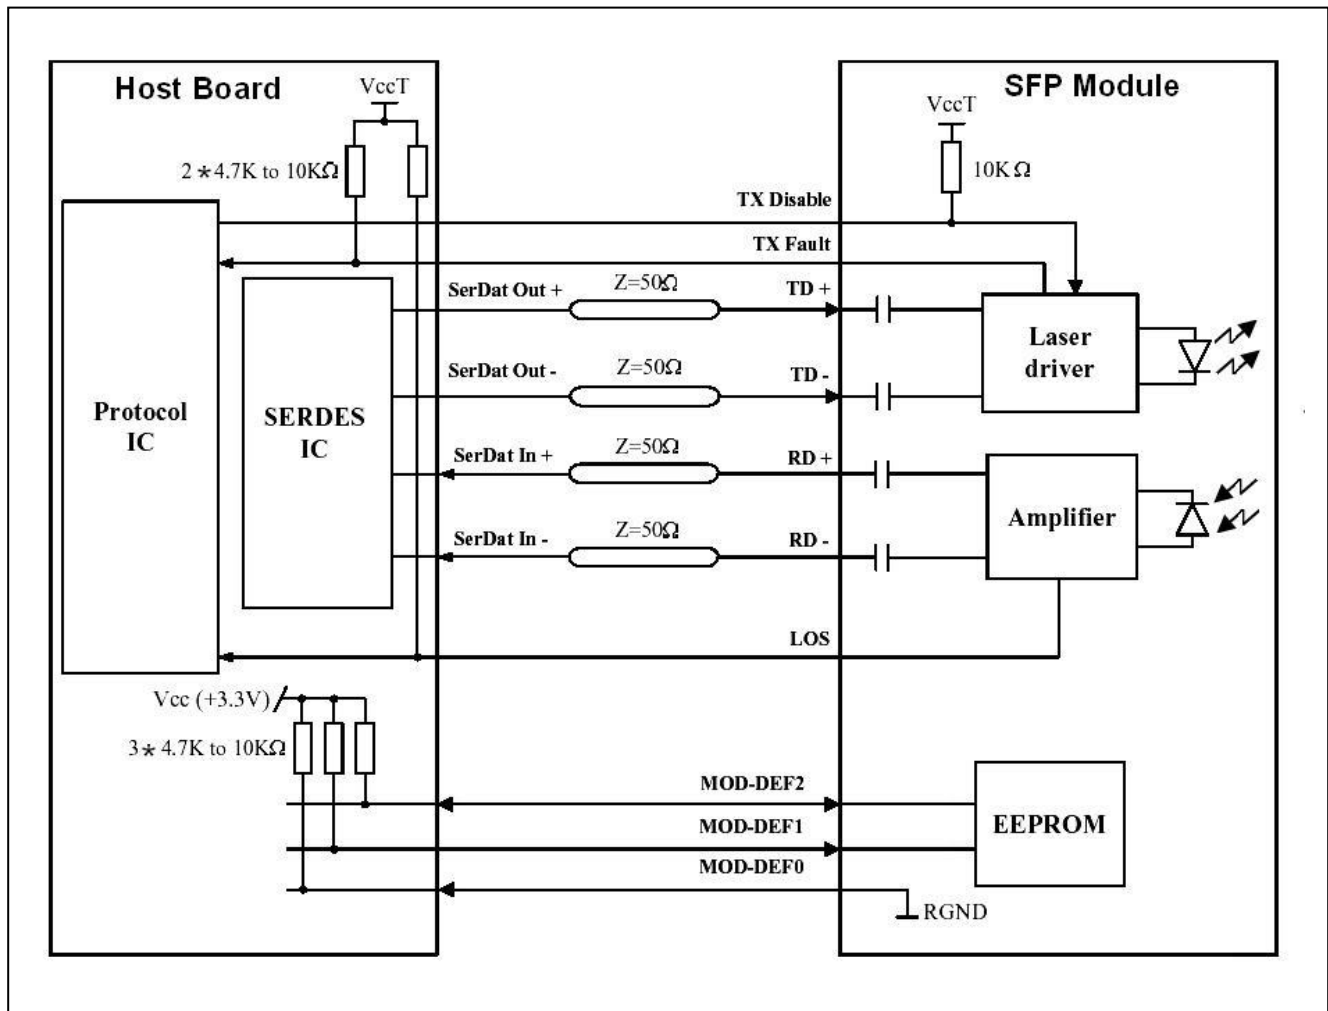 Host Board
SFP Module
VccT
VccT
2*4.7K to 10KΩ
10KΩ
TX Disable
TX Fault
SerDat Out +
Z=50Ω
TD +
Laser
driver
SerDat Out -
Z=50Ω
TD -
Protocol
IC
SERDES
IC
SerDat In +
Z=50Ω
RD +
Amplifier
SerDat In -
Z=50Ω
RD -
LOS
Vcc (+3.3V)
3* 4.7K to 10KΩ
MOD-DEF2
MOD-DEF1
EEPROM
MOD-DEF0
RGND